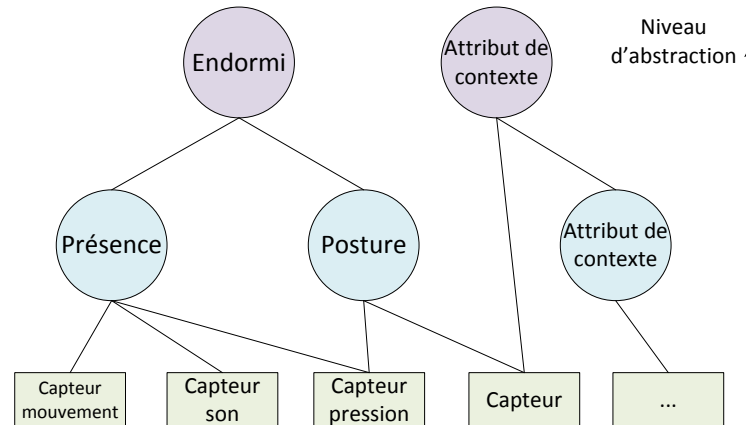 Endormi
Attribut de
contexte
Niveau
d'abstraction
Présence
Posture
Attribut de
contexte
Capteur
mouvement
Capteur
son
Capteur
pression
Capteur
...